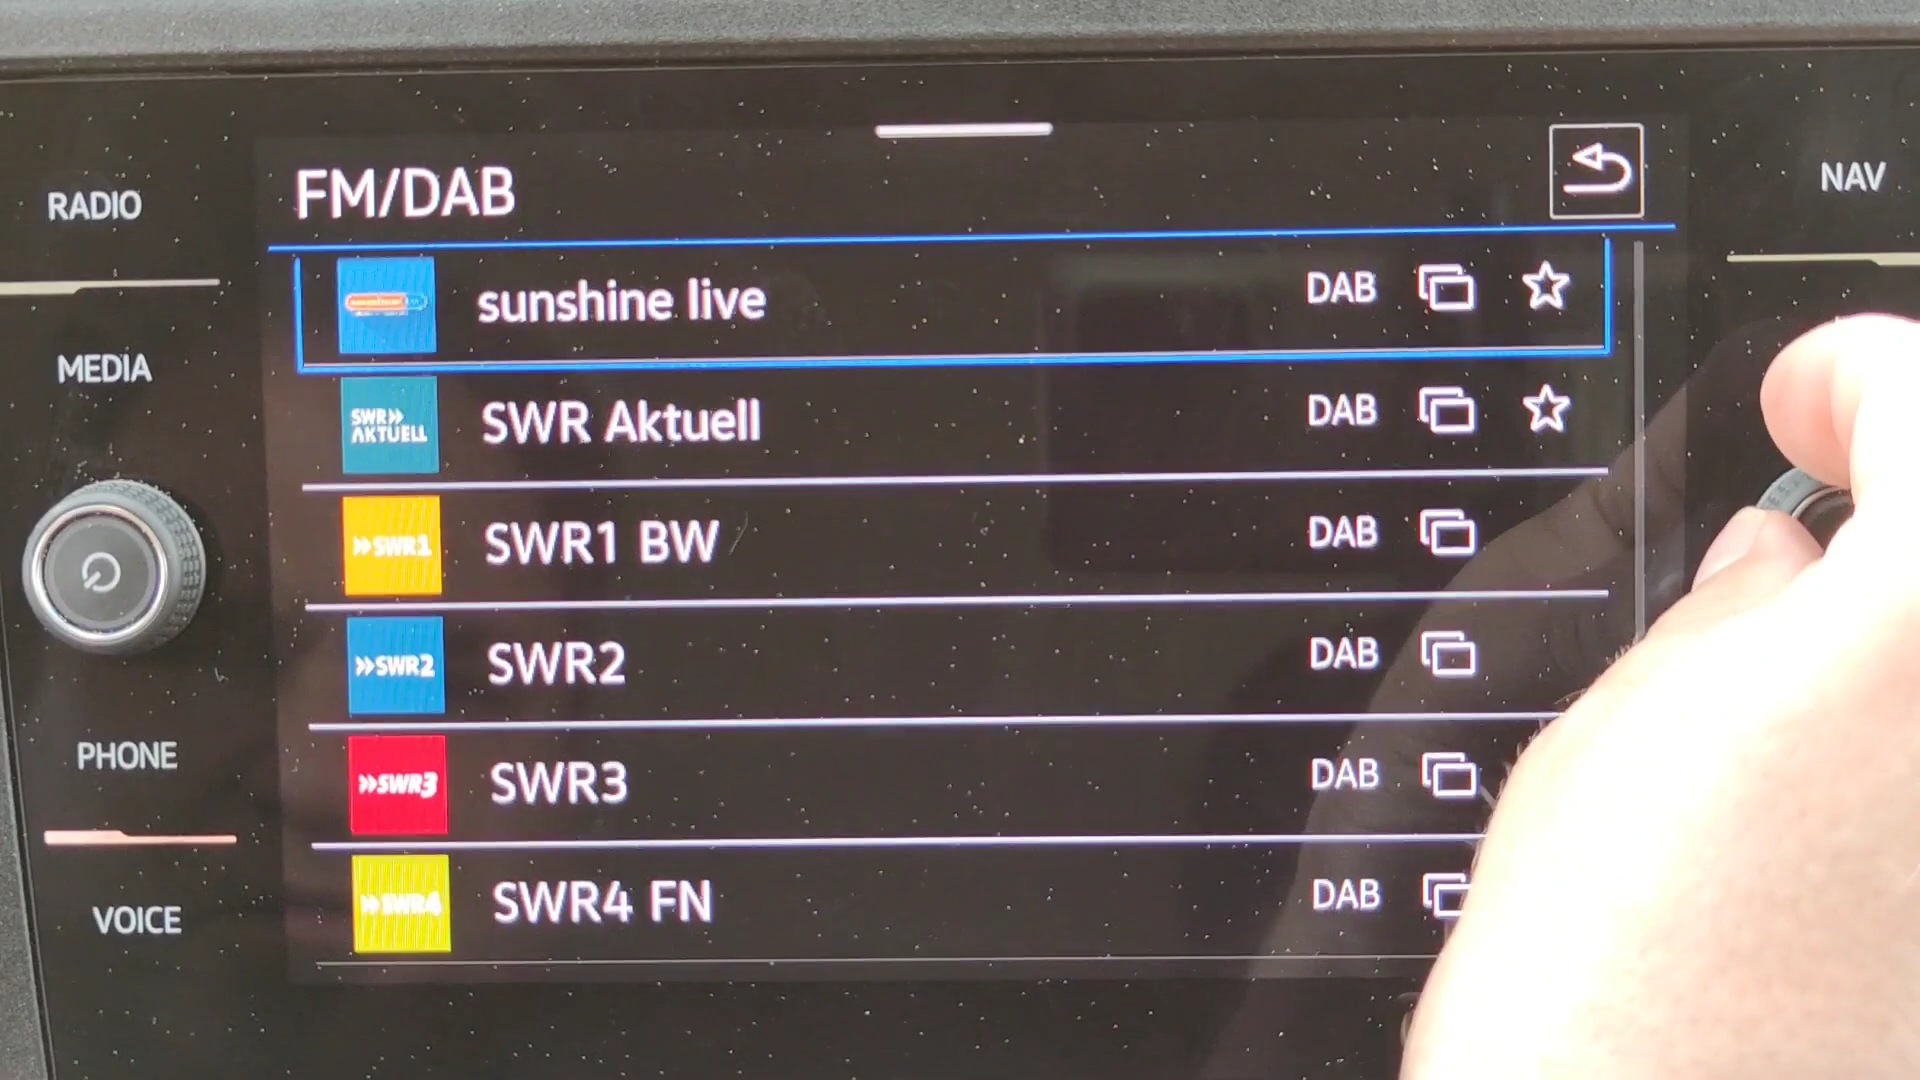 FM/DAB
RADIO
NAV
MEDIA
PHONE
VOICE
sunshine live DAB
SWR»
AKTUELL
SWR Aktuell DAB
»SWR1
SWR1 BW DAB
»SWR2
SWR2 DAB
»SWR3
SWR3 DAB
»SWR4
SWR4 FN DAB